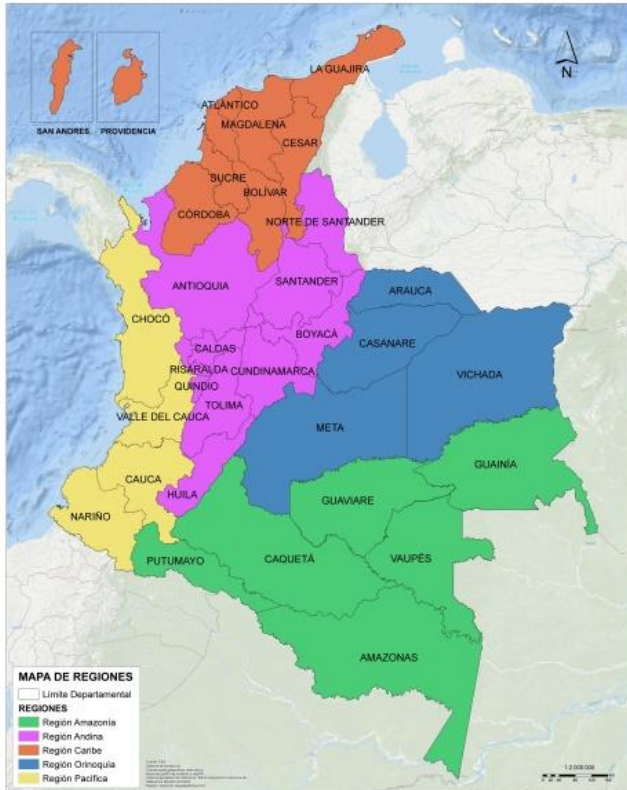 N
SAN ANDRES
PROVIDENCIA
LA GUAJIRA
ATLÁNTICO
MAGDALENA
CESAR
SUCRE
BOLÍVAR
CÓRDOBA
NORTE DE SANTANDER
ANTIOQUIA
SANTANDER
ARAUCA
CHOCÓ
BOYACÁ
CASANARE
CALDAS
RISARALDA
CUNDINAMARCA
QUINDIO
VICHADA
TOLIMA
VALLE DEL CAUCA
META
GUAINÍA
CAUCA
HUILA
GUAVIARE
NARIÑO
PUTUMAYO
CAQUETÁ
VAUPÉS
AMAZONAS
MAPA DE REGIONES
Límite Departamental
REGIONES
Región Amazonía
Región Andina
Región Caribe
Región Orinoquía
Región Pacífica